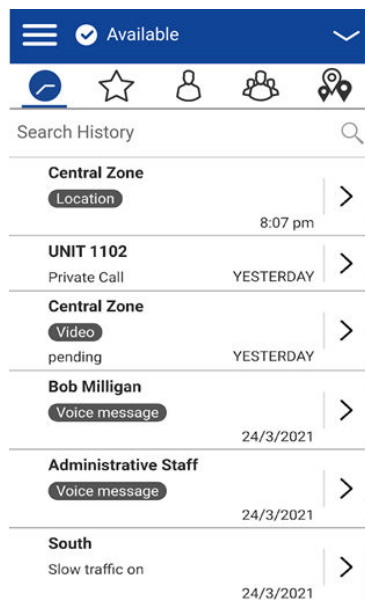 Available
Search History
Central Zone
Location
8:07 pm
UNIT 1102
Private Call YESTERDAY
Central Zone
Video
pending YESTERDAY
Bob Milligan
Voice message
24/3/2021
Administrative Staff
Voice message
24/3/2021
South
Slow traffic on
24/3/2021